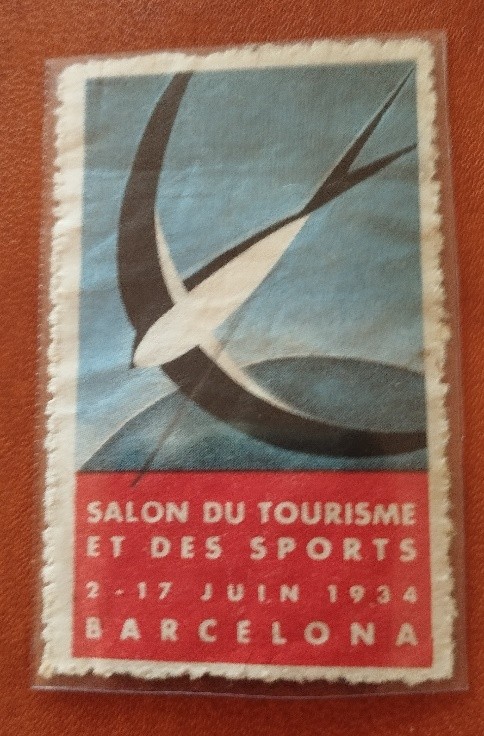 SALON DU TOURISME
ET DES SPORTS
2-17 JUIN 1934
BARCELONA